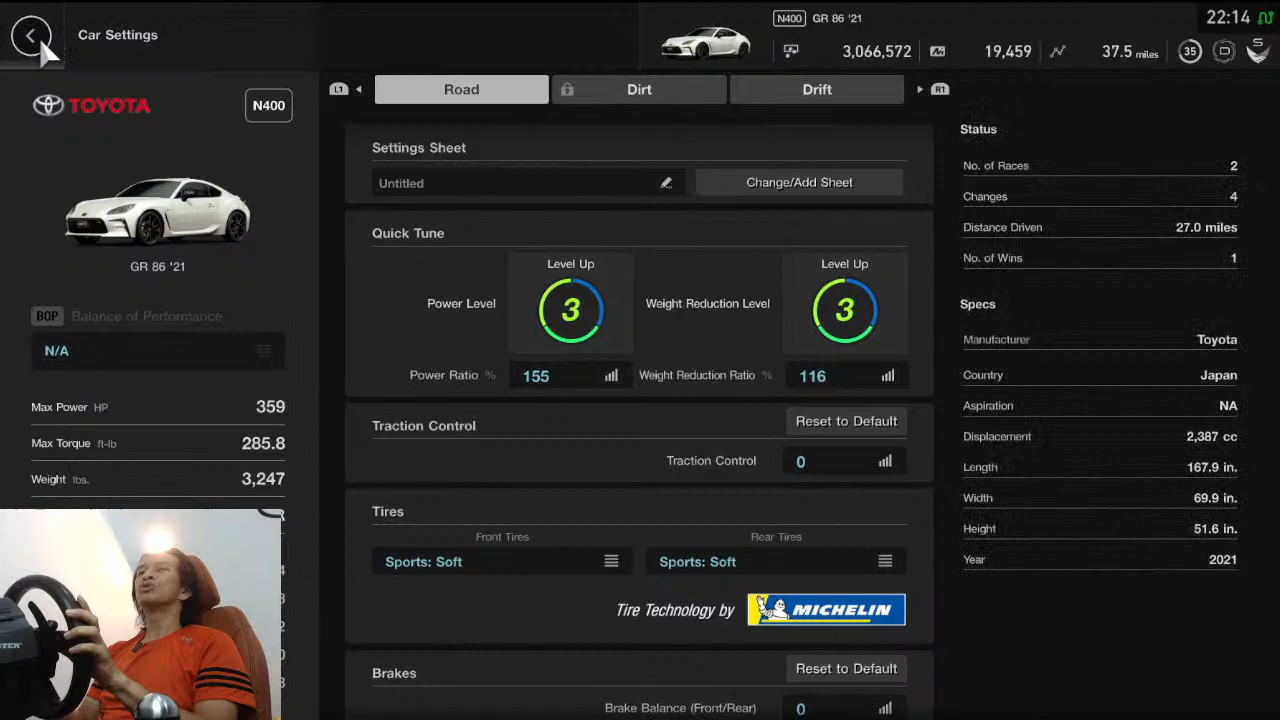 Car Settings
N400 GR 86 '21
22:14
3,066,572
19,459
37.5 miles
35
D
S
TOYOTA
N400
GR 86 '21
BOP Balance of Performance
N/A
Max Power HP 359
Max Torque ft-lb 285.8
Weight lbs. 3,247
L1 Road Dirt Drift R1
Settings Sheet
Untitled Change/Add Sheet
Quick Tune
Level Up Level Up
Power Level 3 Weight Reduction Level 3
Power Ratio % 155 Weight Reduction Ratio % 116
Traction Control Reset to Default
Traction Control 0
Tires
Front Tires Rear Tires
Sports: Soft Sports: Soft
Tire Technology by MICHELIN
Brakes Reset to Default
Brake Balance (Front/Rear) 0
Status
No. of Races 2
Changes 4
Distance Driven 27.0 miles
No. of Wins 1
Specs
Manufacturer Toyota
Country Japan
Aspiration NA
Displacement 2,387 cc
Length 167.9 in.
Width 69.9 in.
Height 51.6 in.
Year 2021